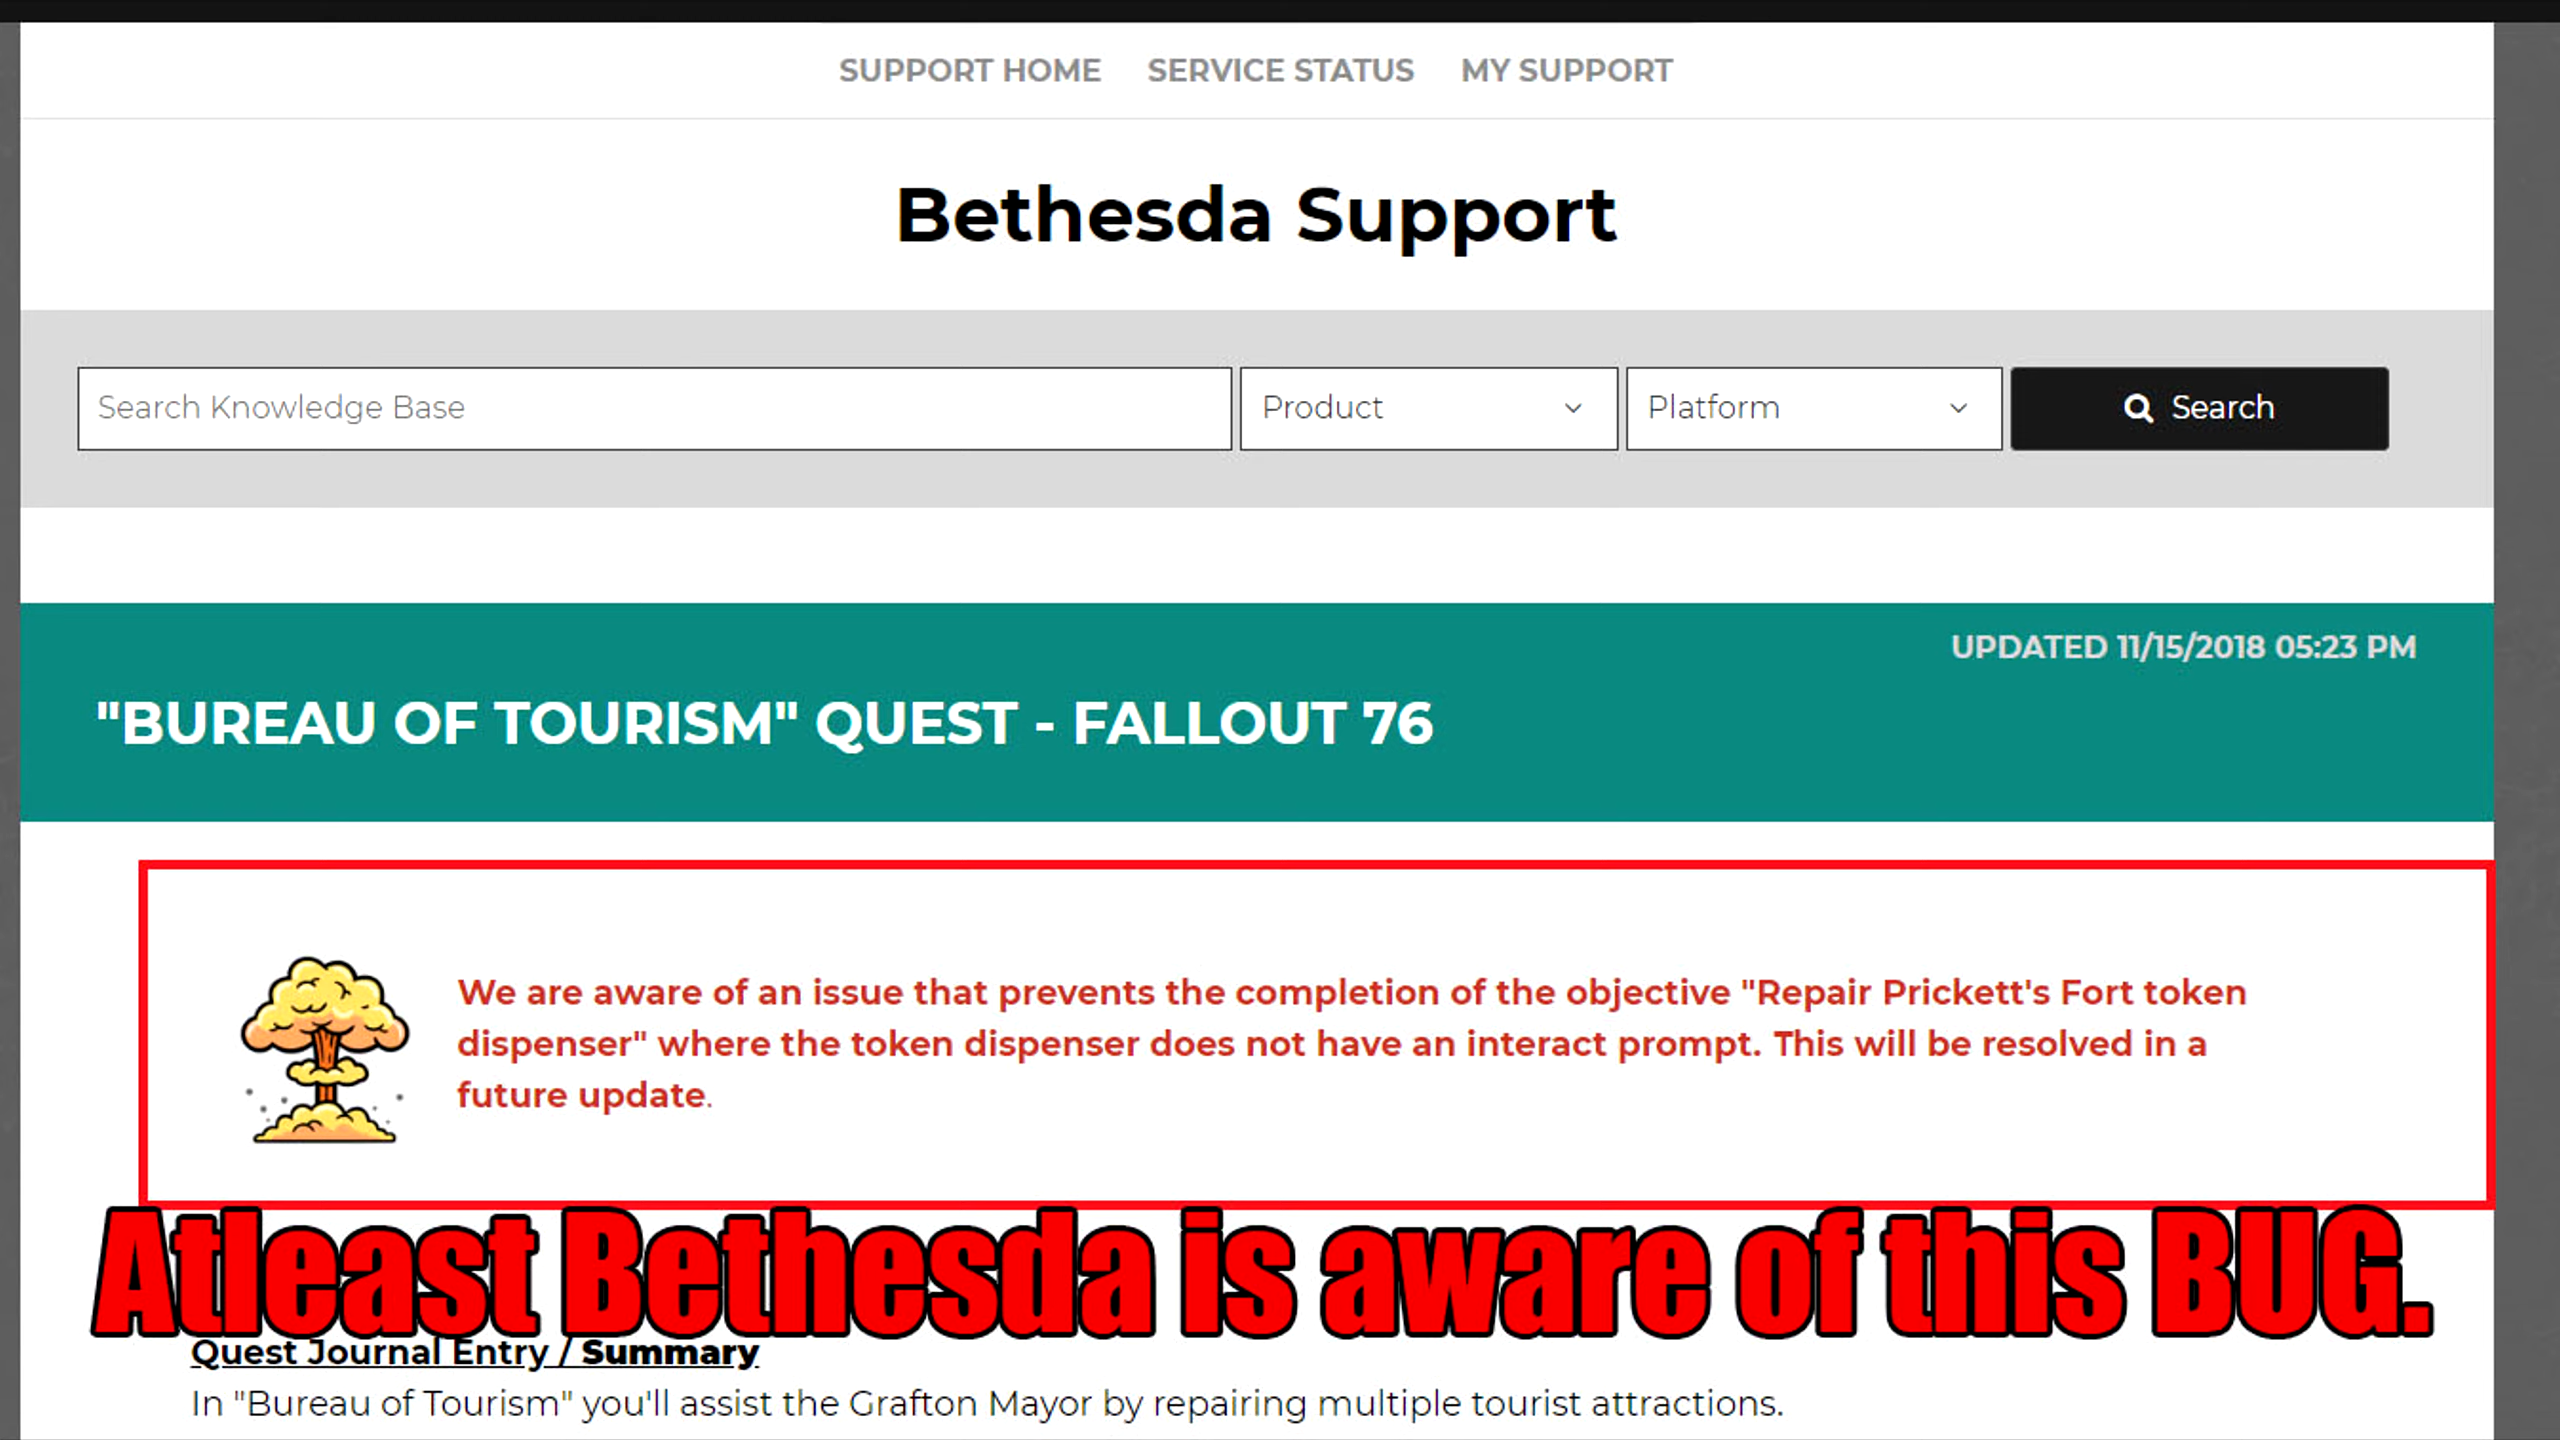 SUPPORT HOME SERVICE STATUS MY SUPPORT
Bethesda Support
Search Knowledge Base Product Platform Search
UPDATED 11/15/2018 05:23 PM
"BUREAU OF TOURISM" QUEST - FALLOUT 76
We are aware of an issue that prevents the completion of the objective "Repair Prickett's Fort token
dispenser" where the token dispenser does not have an interact prompt. This will be resolved in a
future update.
Atleast Bethesda is aware of this BUG.
Quest Journal Entry / Summary
In "Bureau of Tourism" you'll assist the Grafton Mayor by repairing multiple tourist attractions.